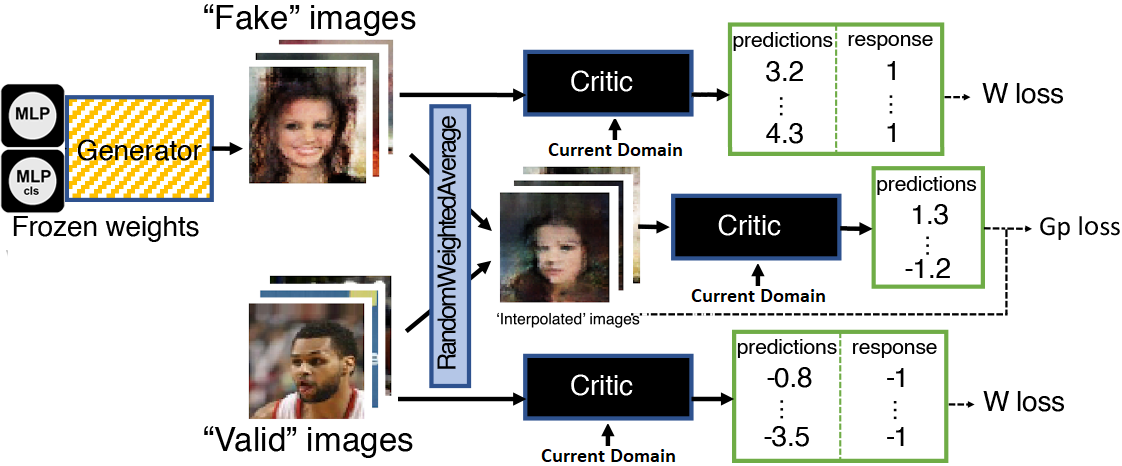 “Fake” images
MLP
MLP
cls
Generator
Frozen weights
RandomWeightedAverage
“Valid” images
Critic
Current Domain
predictions response
3.2 1
⋮ ⋮
4.3 1
W loss
‘Interpolated’ images
Critic
Current Domain
predictions
1.3
⋮
-1.2
Gp loss
Critic
Current Domain
predictions response
-0.8 -1
⋮ ⋮
-3.5 -1
W loss